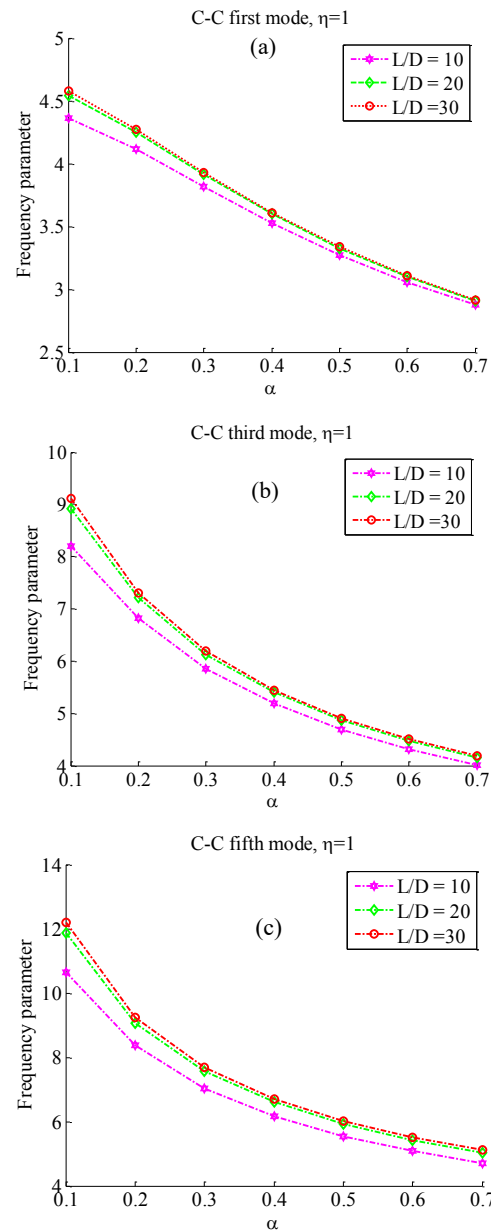 C-C first mode, η=1
(a)
L/D = 10
L/D = 20
L/D =30
5
4.5
4
3.5
3
2.5
Frequency parameter
0.1 0.2 0.3 0.4 0.5 0.6 0.7
α
C-C third mode, η=1
(b)
L/D = 10
L/D = 20
L/D =30
10
9
8
7
6
5
4
Frequency parameter
0.1 0.2 0.3 0.4 0.5 0.6 0.7
α
C-C fifth mode, η=1
(c)
L/D = 10
L/D = 20
L/D =30
14
12
10
8
6
4
Frequency parameter
0.1 0.2 0.3 0.4 0.5 0.6 0.7
α